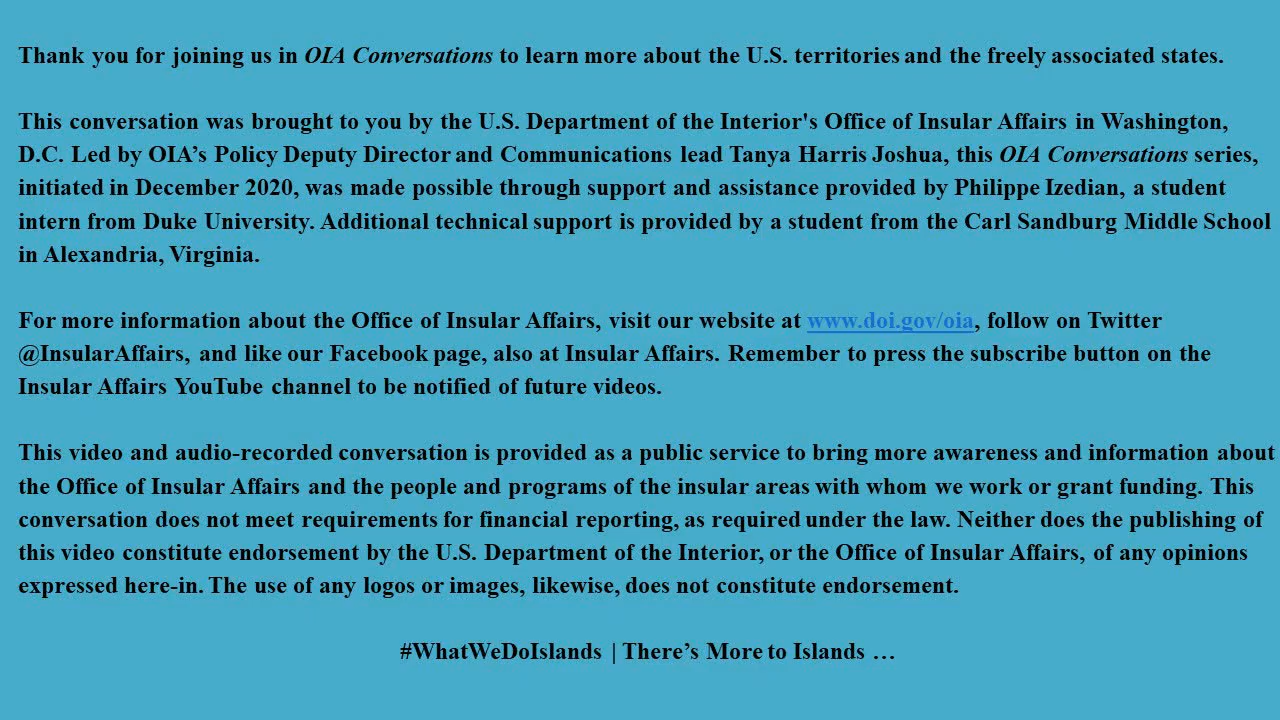 Thank you for joining us in OIA Conversations to learn more about the U.S. territories and the freely associated states.
This conversation was brought to you by the U.S. Department of the Interior's Office of Insular Affairs in Washington,
D.C. Led by OIA’s Policy Deputy Director and Communications lead Tanya Harris Joshua, this OIA Conversations series,
initiated in December 2020, was made possible through support and assistance provided by Philippe Izedian, a student
intern from Duke University. Additional technical support is provided by a student from the Carl Sandburg Middle School
in Alexandria, Virginia.
For more information about the Office of Insular Affairs, visit our website at www.doi.gov/oia, follow on Twitter
@InsularAffairs, and like our Facebook page, also at Insular Affairs. Remember to press the subscribe button on the
Insular Affairs YouTube channel to be notified of future videos.
This video and audio-recorded conversation is provided as a public service to bring more awareness and information about
the Office of Insular Affairs and the people and programs of the insular areas with whom we work or grant funding. This
conversation does not meet requirements for financial reporting, as required under the law. Neither does the publishing of
this video constitute endorsement by the U.S. Department of the Interior, or the Office of Insular Affairs, of any opinions
expressed here-in. The use of any logos or images, likewise, does not constitute endorsement.
#WhatWeDoIslands | There’s More to Islands …